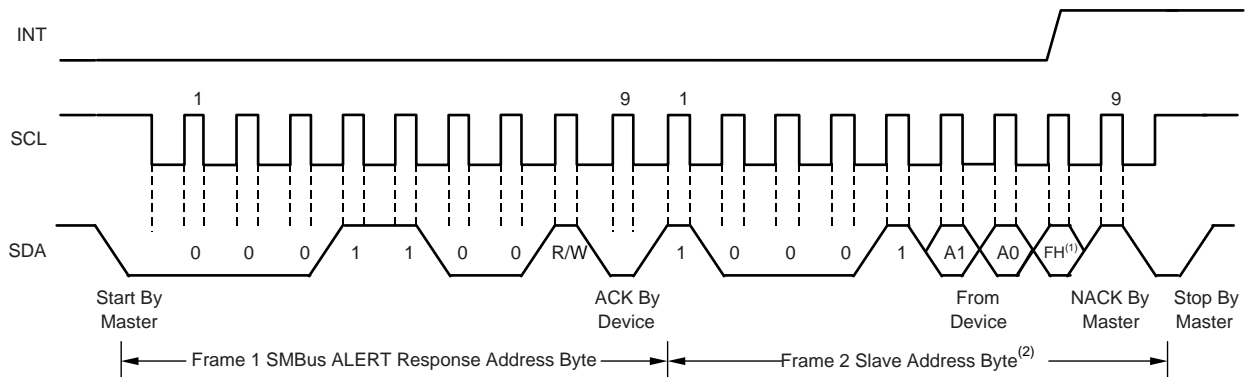 INT
1 9 1 9
SCL
SDA
0 0 0 1 1 0 0 R/W 1 0 0 0 1 A1 A0 FH(1)
Start By
Master
ACK By
Device
From
Device
NACK By
Master
Stop By
Master
Frame 1 SMBus ALERT Response Address Byte
Frame 2 Slave Address Byte(2)